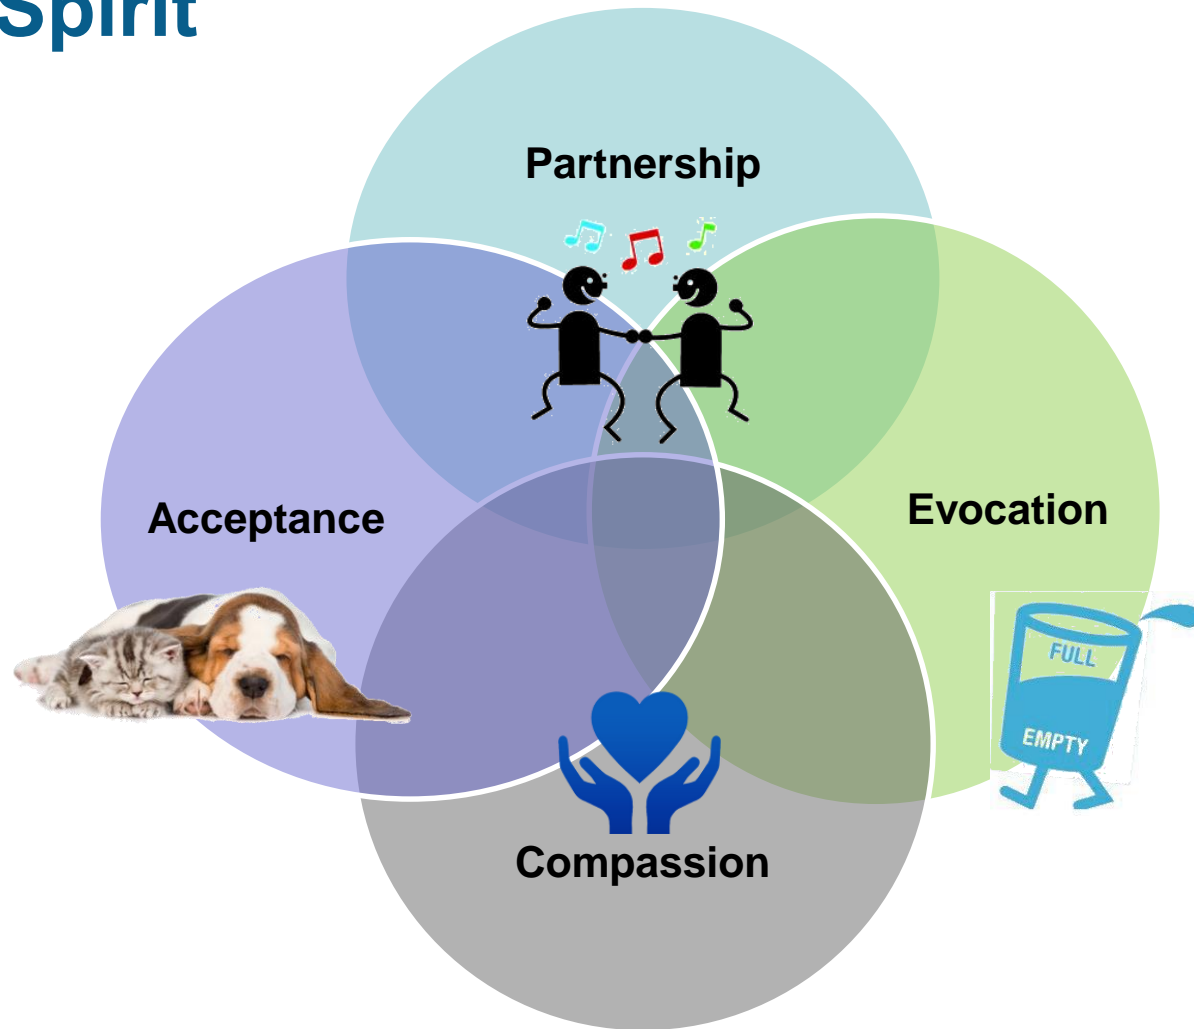 Spirit
Partnership
Acceptance
Evocation
FULL
EMPTY
Compassion